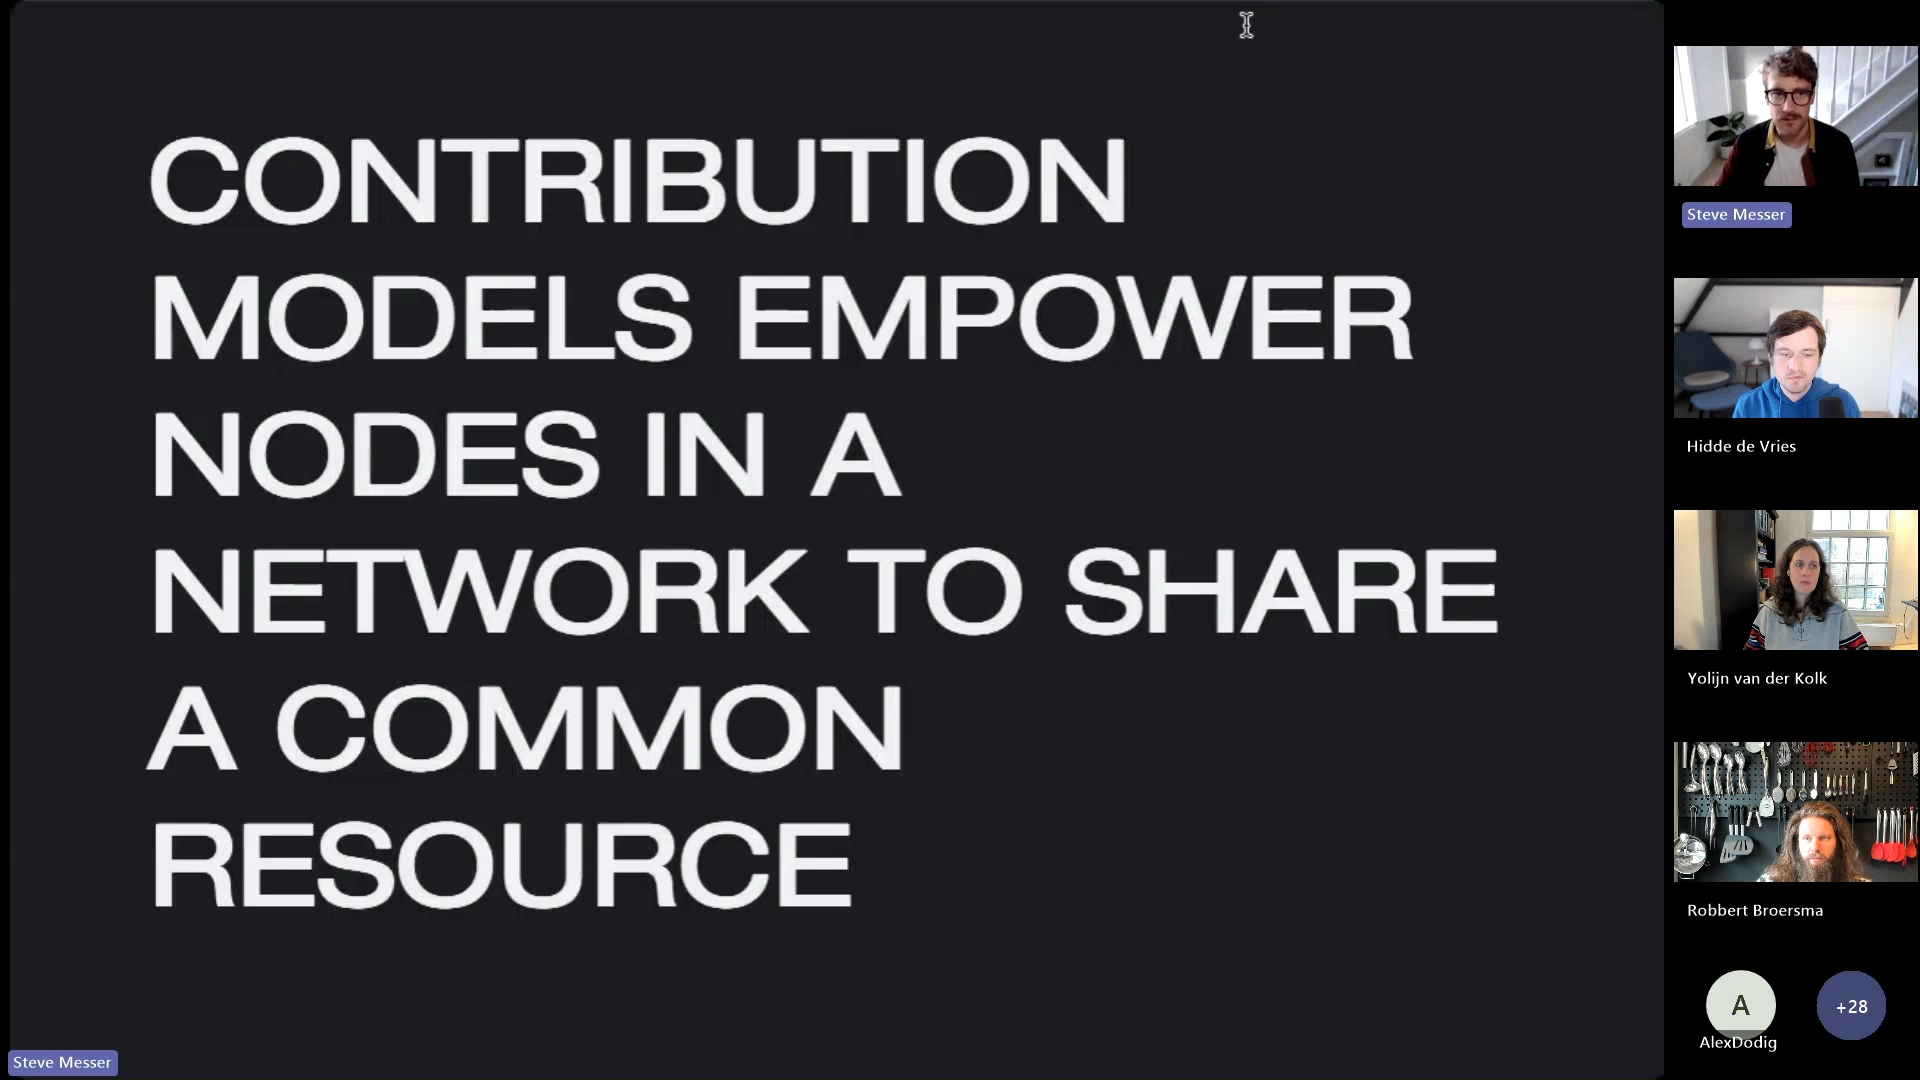 CONTRIBUTION
MODELS EMPOWER
NODES IN A
NETWORK TO SHARE
A COMMON
RESOURCE
Steve Messer
Steve Messer
Hidde de Vries
Yolijn van der Kolk
Robbert Broersma
A
AlexDodig
+28